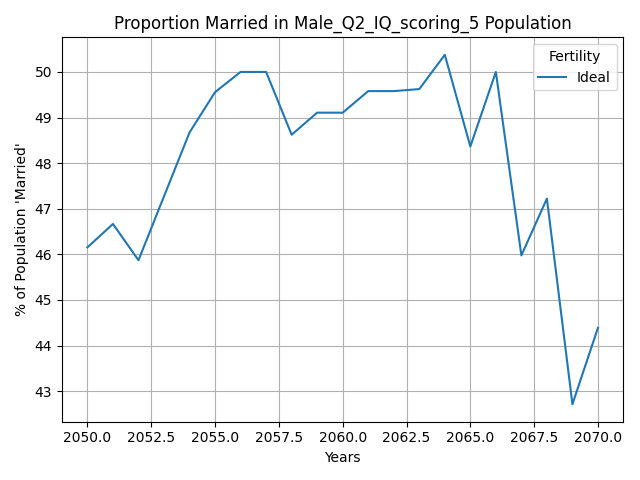 Proportion Married in Male_Q2_IQ_scoring_5 Population
Fertility
Ideal
% of Population 'Married'
50
49
48
47
46
45
44
43
2050.0 2052.5 2055.0 2057.5 2060.0 2062.5 2065.0 2067.5 2070.0
Years